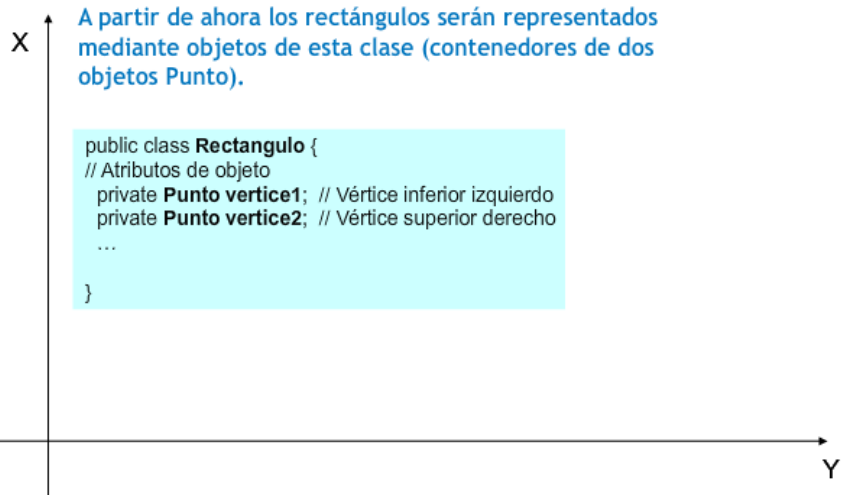 X
A partir de ahora los rectángulos serán representados
mediante objetos de esta clase (contenedores de dos
objetos Punto).
public class Rectangulo {
// Atributos de objeto
private Punto vertice1; // Vértice inferior izquierdo
private Punto vertice2; // Vértice superior derecho
…
}
Y